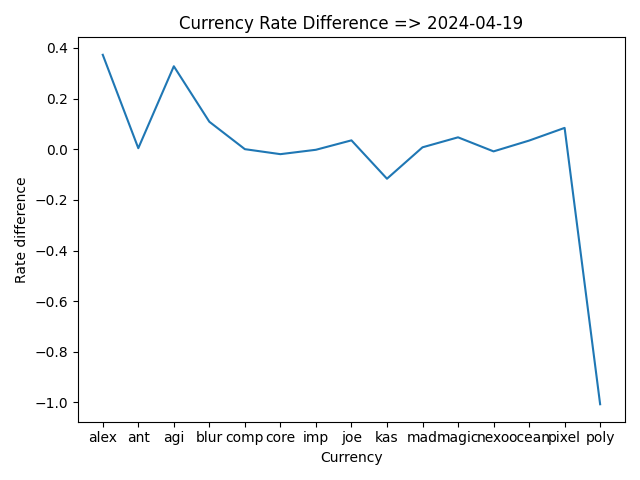 Currency Rate Difference => 2024-04-19
0.4
0.2
0.0
−0.2
−0.4
−0.6
−0.8
−1.0
Rate difference
alex ant agi blur comp core imp joe kas mad magic nexo ocean pixel poly
Currency